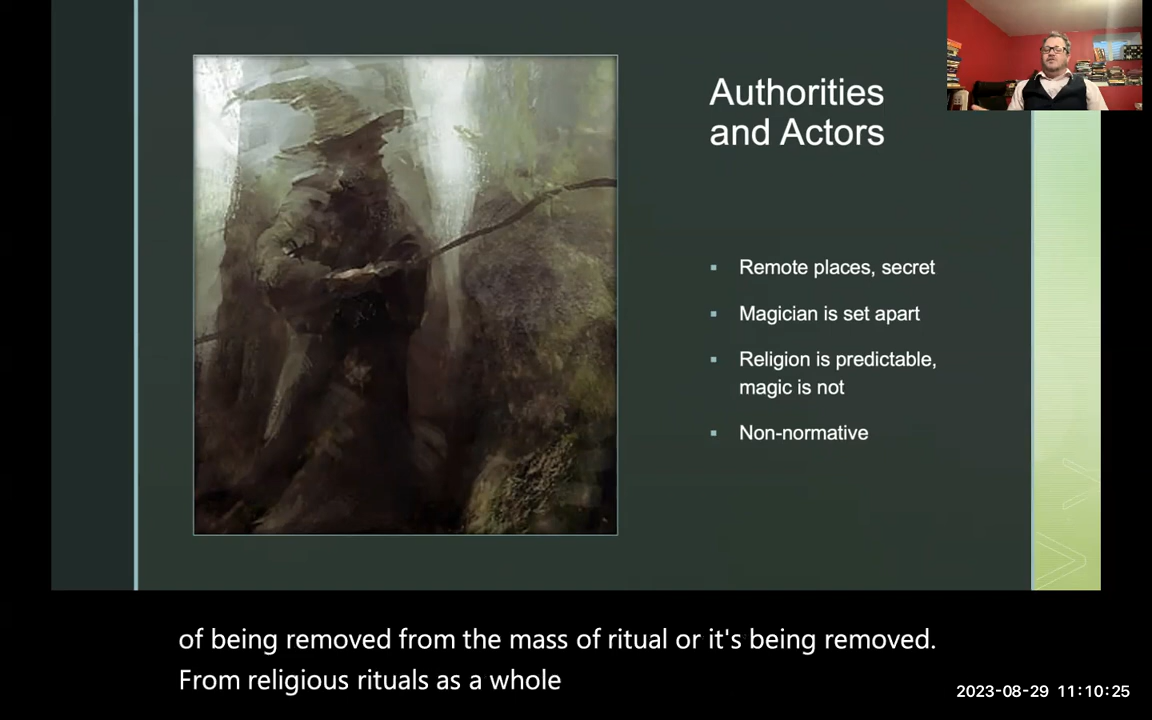 Authorities
and Actors
▪ Remote places, secret
▪ Magician is set apart
▪ Religion is predictable,
magic is not
▪ Non-normative
of being removed from the mass of ritual or it's being removed.
From religious rituals as a whole
2023-08-29 11:10:25